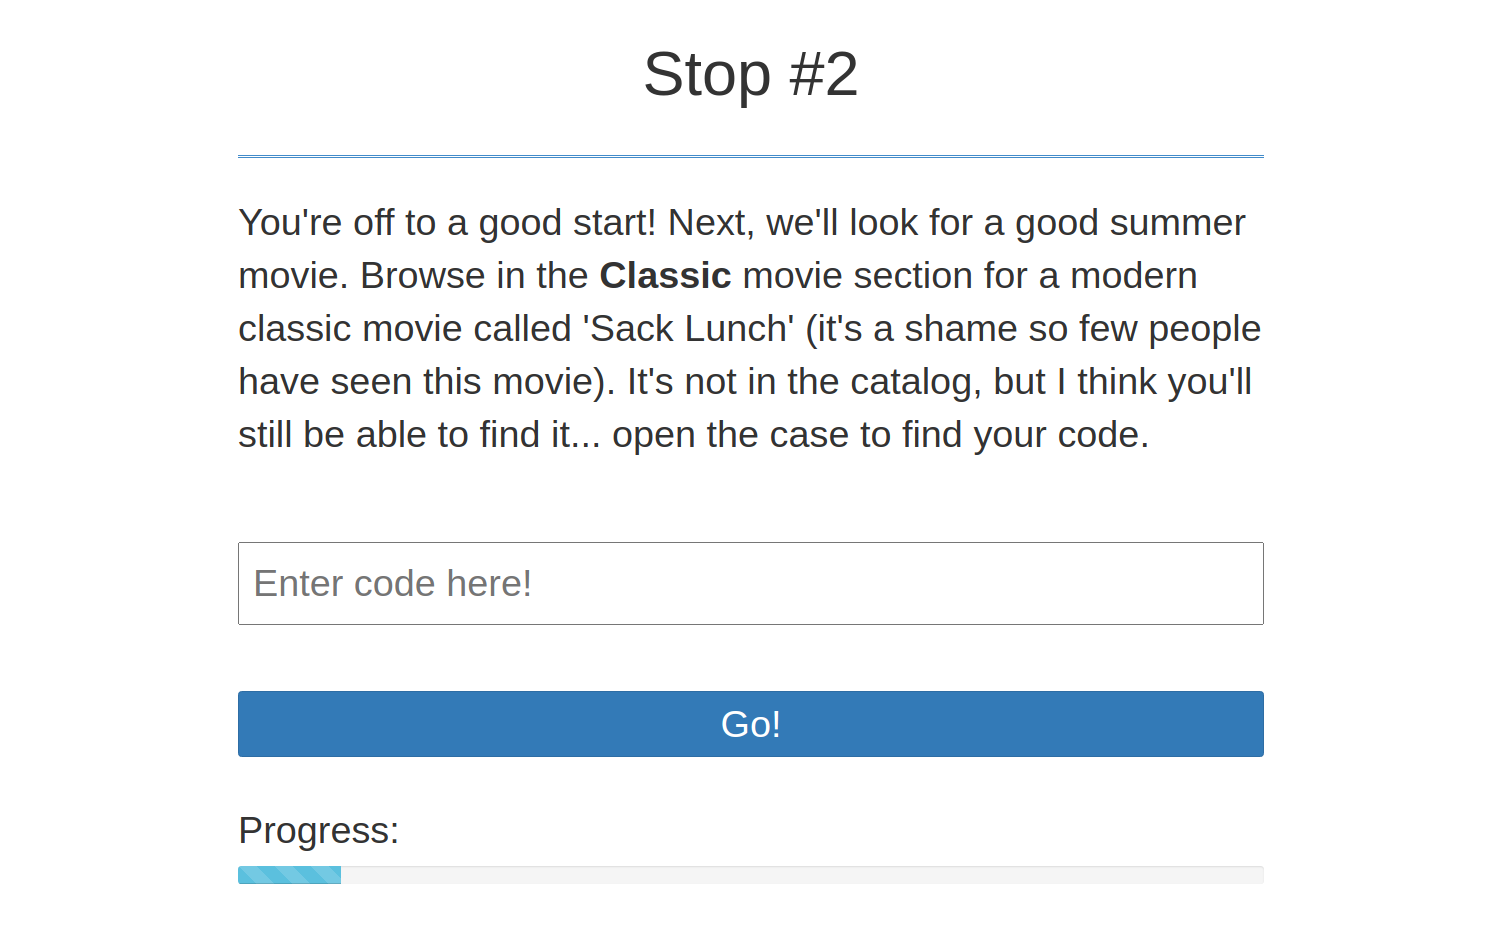 Stop #2
You're off to a good start! Next, we'll look for a good summer
movie. Browse in the Classic movie section for a modern
classic movie called 'Sack Lunch' (it's a shame so few people
have seen this movie). It's not in the catalog, but I think you'll
still be able to find it... open the case to find your code.
Enter code here!
Go!
Progress: